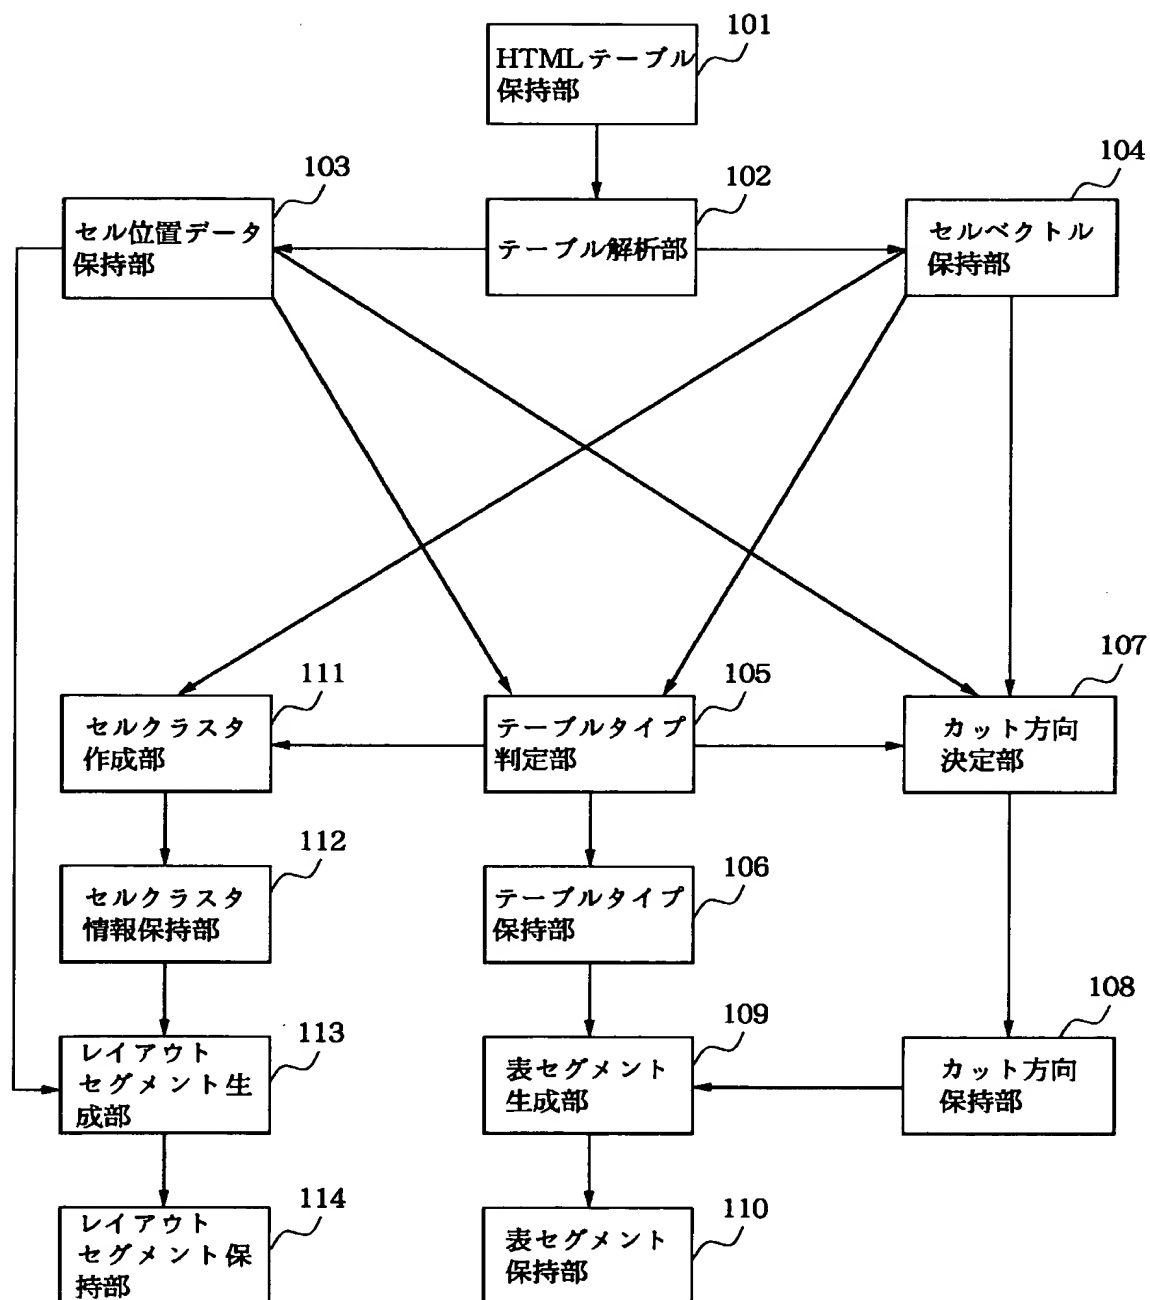 101
HTMLテーブル
保持部
103
セル位置データ
保持部
102
テーブル解析部
104
セルベクトル
保持部
111
セルクラスタ
作成部
105
テーブルタイプ
判定部
107
カット方向
決定部
112
セルクラスタ
情報保持部
106
テーブルタイプ
保持部
113
レイアウト
セグメント生
成部
109
表セグメント
生成部
108
カット方向
保持部
114
レイアウト
セグメント保
持部
110
表セグメント
保持部